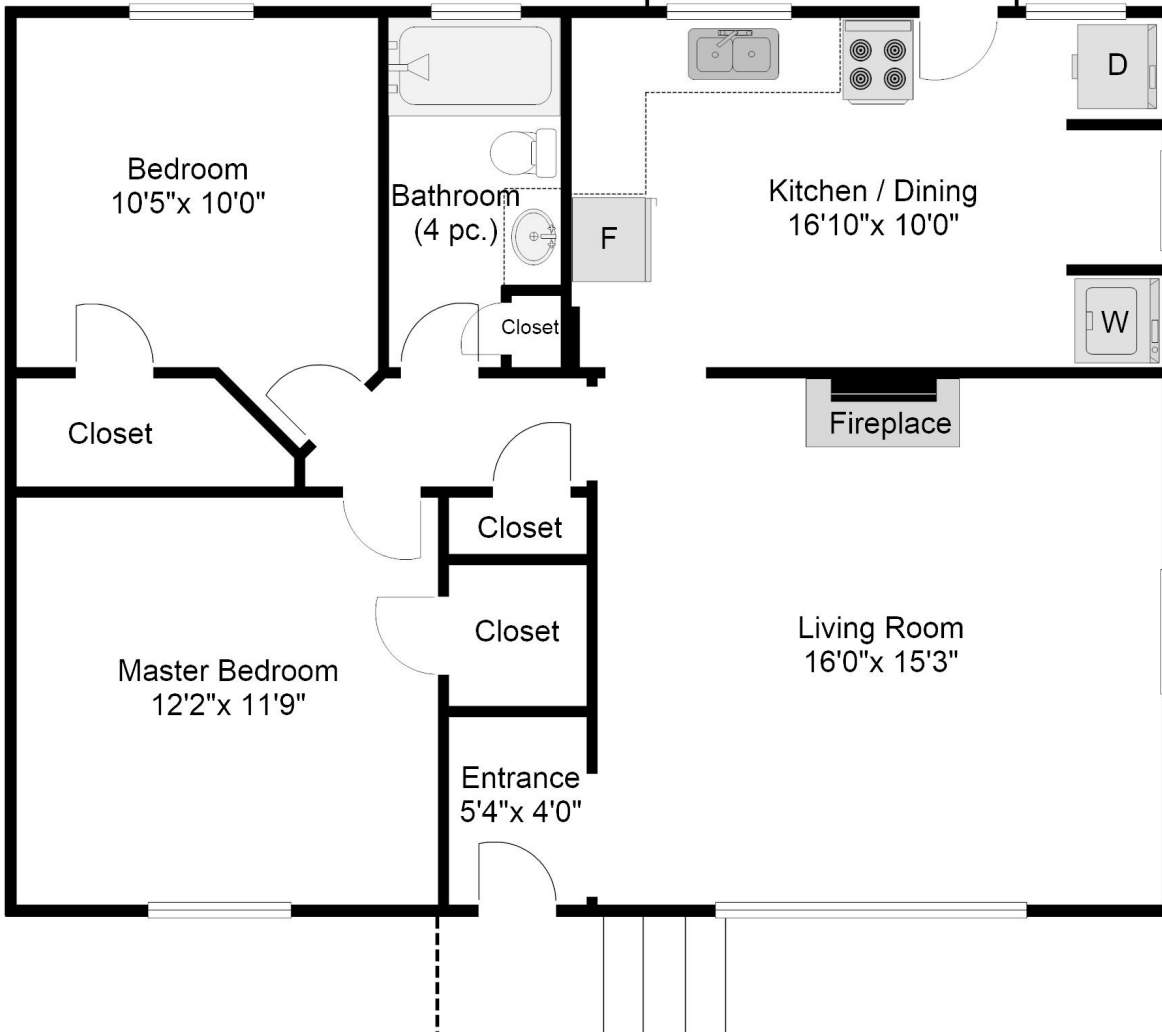 Bedroom
10'5"x 10'0"
Bathroom
(4 pc.)
Kitchen / Dining
16'10"x 10'0"
D
F
W
Closet
Closet
Fireplace
Closet
Closet
Master Bedroom
12'2"x 11'9"
Living Room
16'0"x 15'3"
Entrance
5'4"x 4'0"